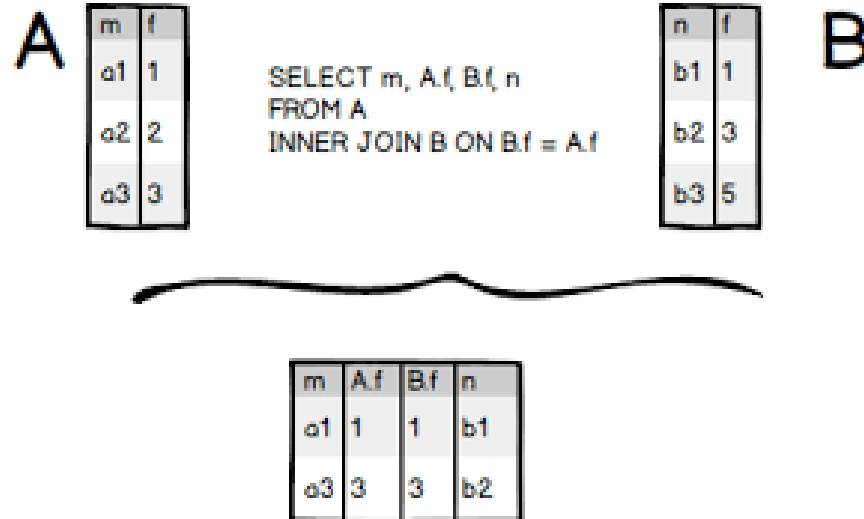 A
m f
a1 1
a2 2
a3 3
SELECT m, A.f, B.f, n
FROM A
INNER JOIN B ON B.f = A.f
n f
b1 1
b2 3
b3 5
B
m A.f B.f n
a1 1 1 b1
a3 3 3 b2